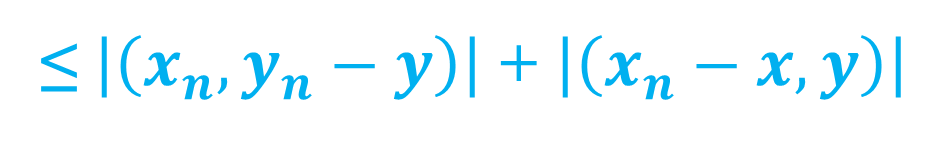 ≤ |(xₙ, yₙ − y)| + |(xₙ − x, y)|